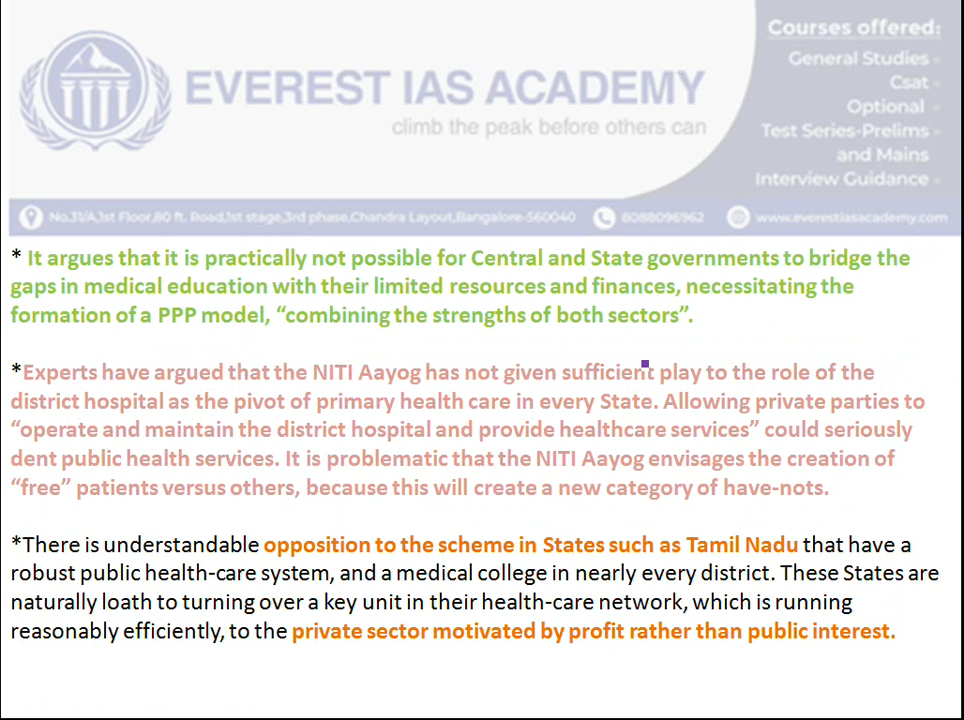 EVEREST IAS ACADEMY
climb the peak before others can
Courses offered:
General Studies
Csat
Optional
Test Series-Prelims
and Mains
Interview Guidance
No.31/A,1st Floor,80 ft. Road,1st stage,3rd phase,Chandra Layout,Bangalore-560040 8088096962 www.everestiasacademy.com
* It argues that it is practically not possible for Central and State governments to bridge the
gaps in medical education with their limited resources and finances, necessitating the
formation of a PPP model, “combining the strengths of both sectors”.
*Experts have argued that the NITI Aayog has not given sufficient play to the role of the
district hospital as the pivot of primary health care in every State. Allowing private parties to
“operate and maintain the district hospital and provide healthcare services” could seriously
dent public health services. It is problematic that the NITI Aayog envisages the creation of
“free” patients versus others, because this will create a new category of have-nots.
*There is understandable opposition to the scheme in States such as Tamil Nadu that have a
robust public health-care system, and a medical college in nearly every district. These States are
naturally loath to turning over a key unit in their health-care network, which is running
reasonably efficiently, to the private sector motivated by profit rather than public interest.